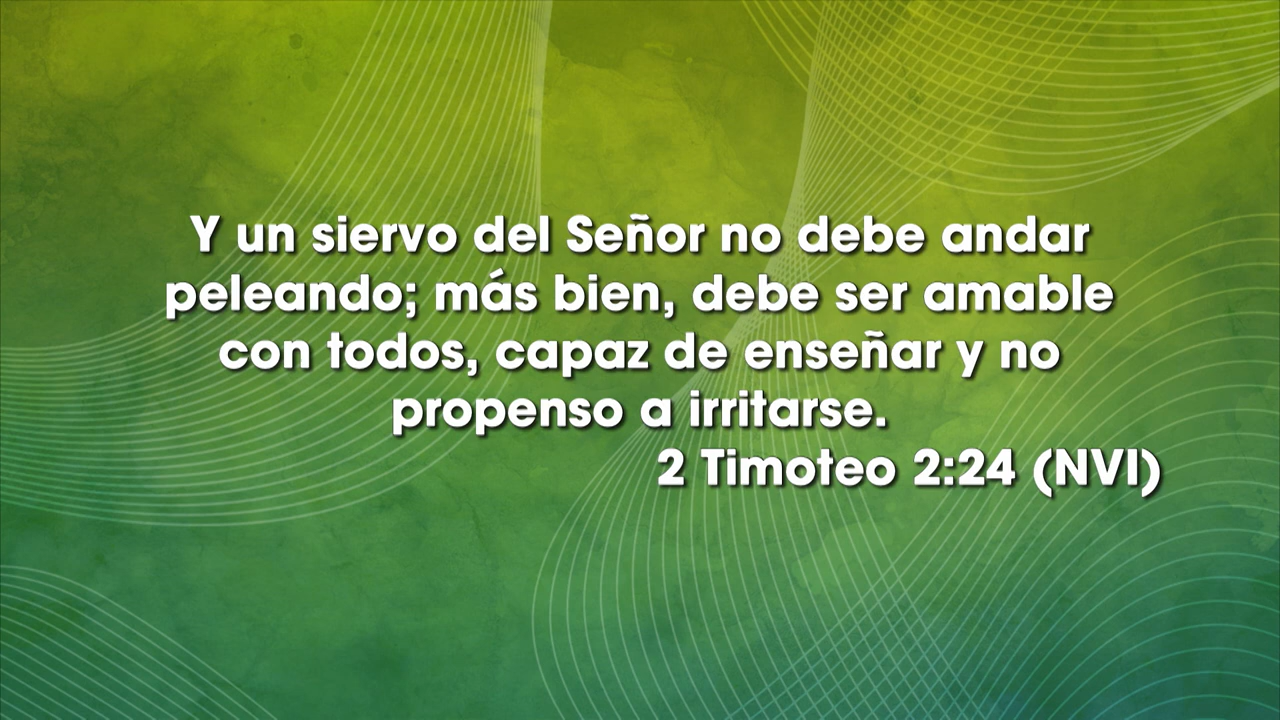 Y un siervo del Señor no debe andar
peleando; más bien, debe ser amable
con todos, capaz de enseñar y no
propenso a irritarse.
2 Timoteo 2:24 (NVI)